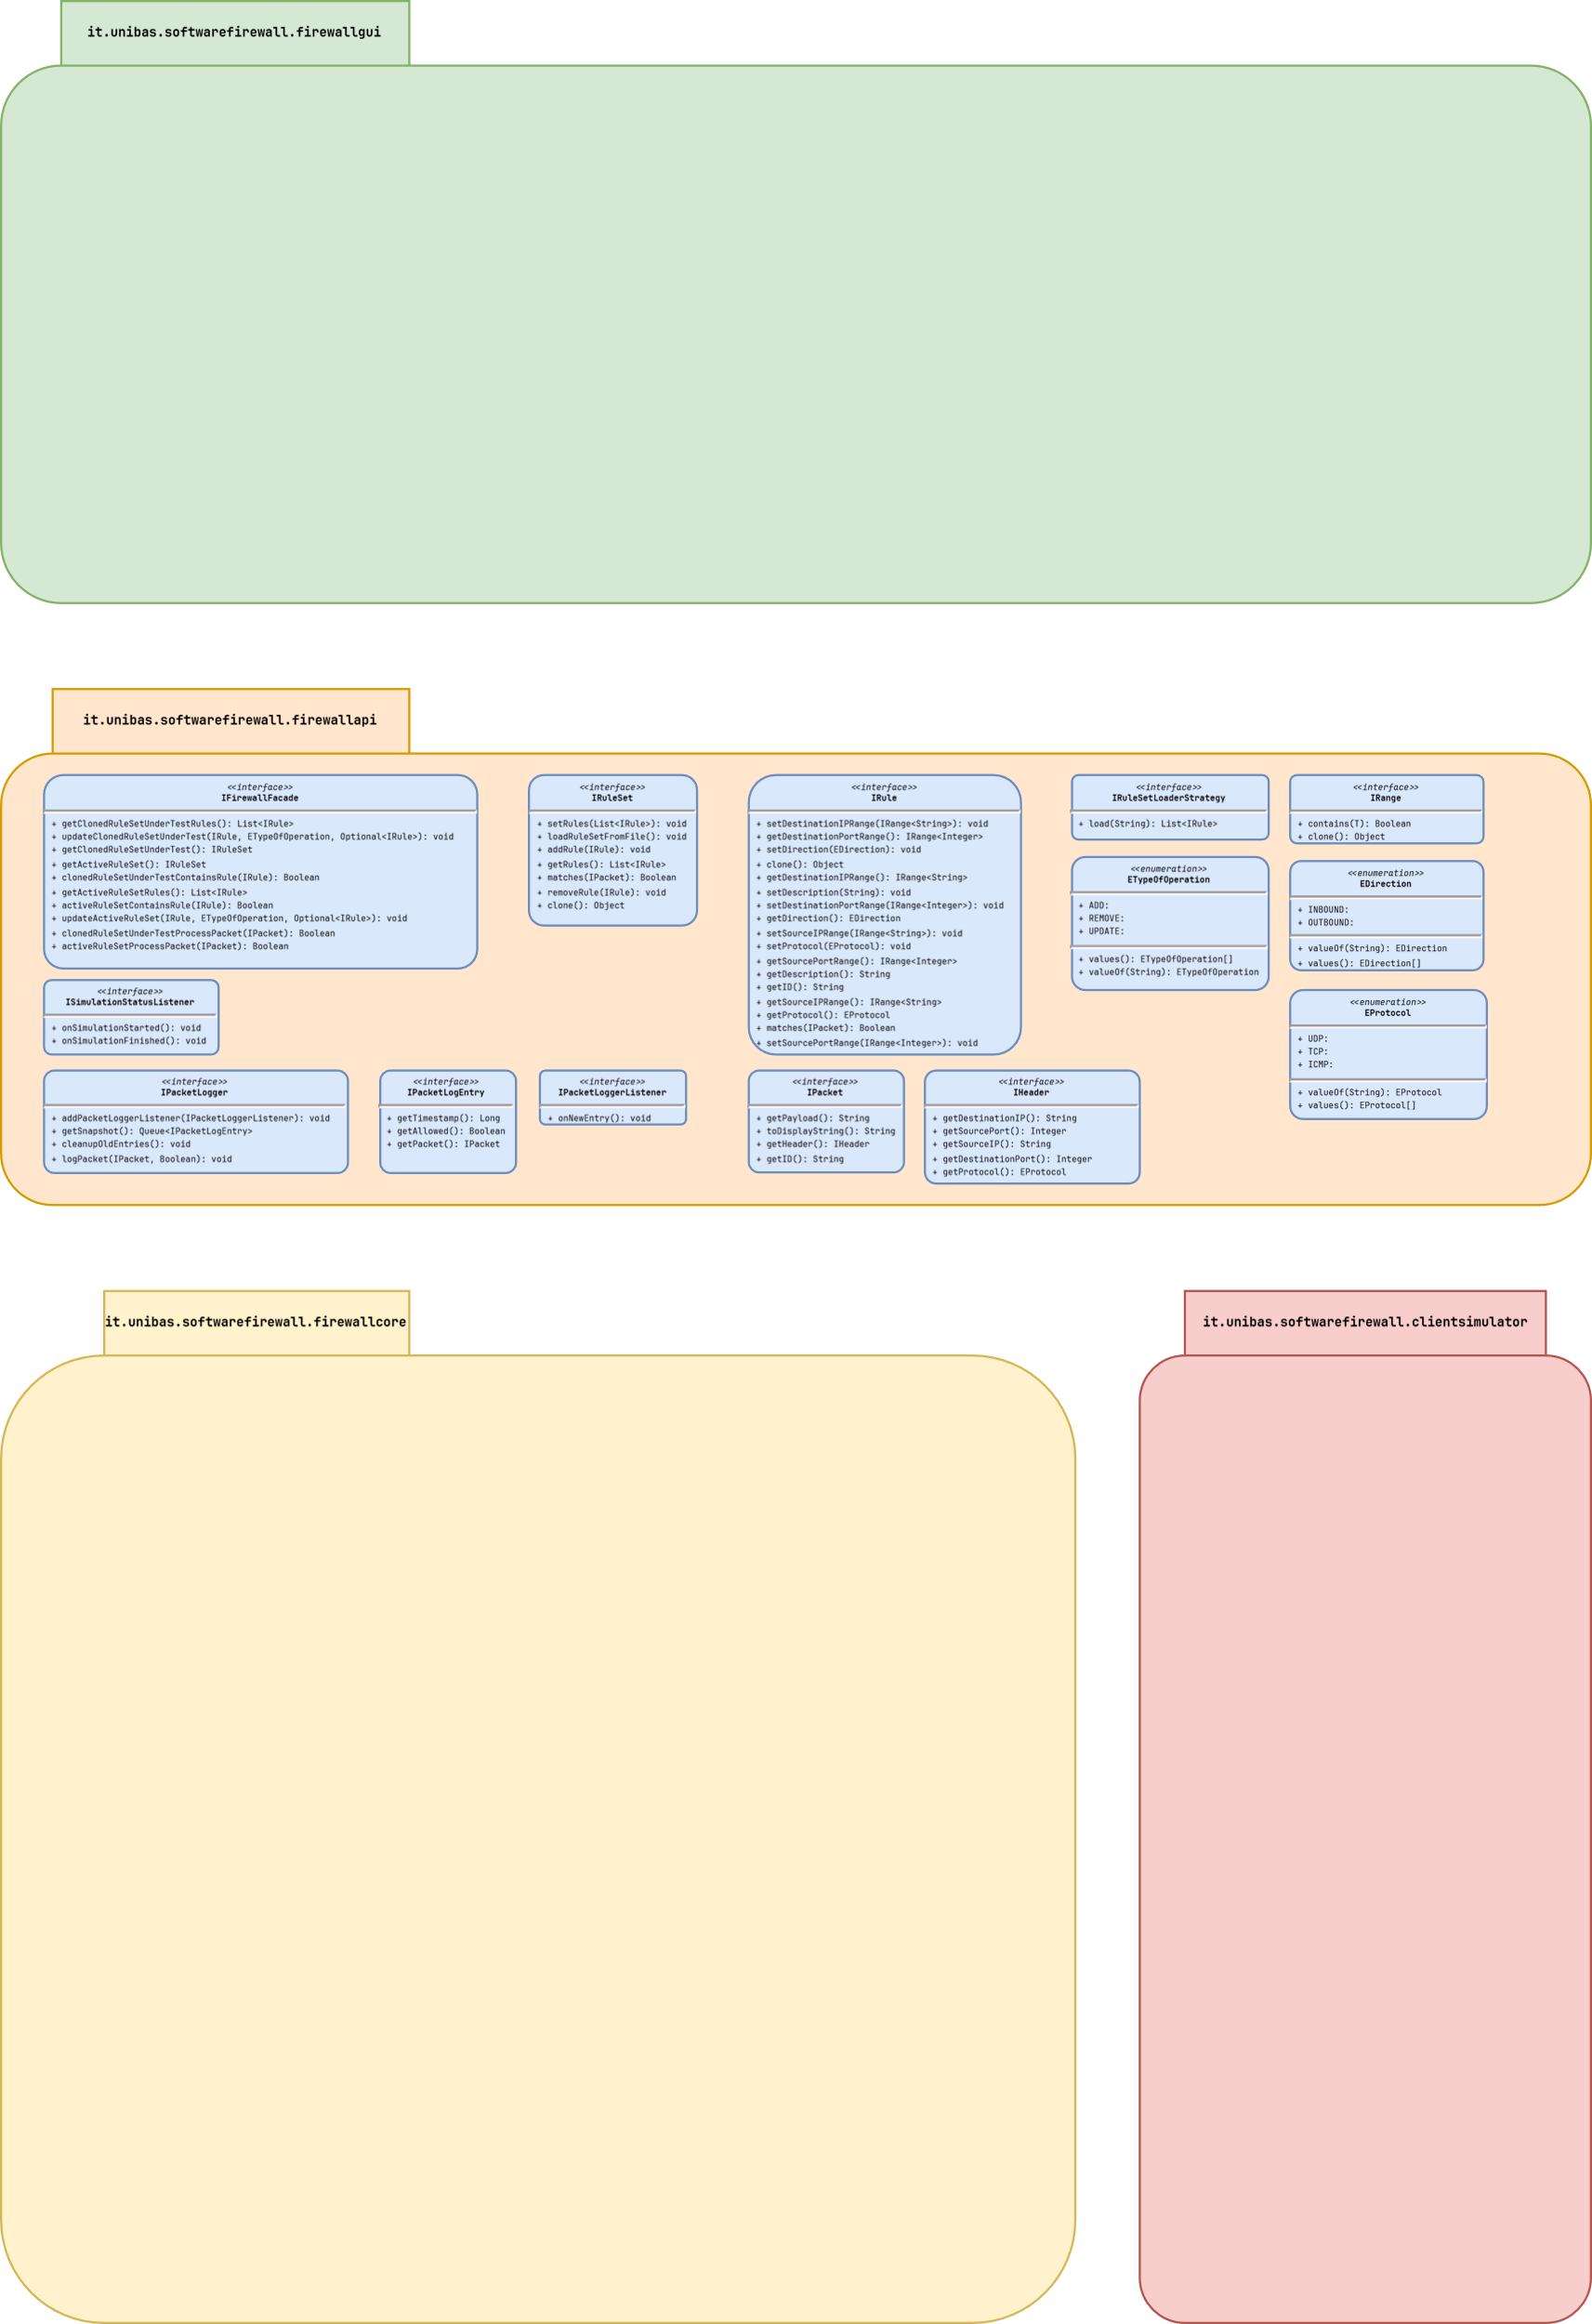 it.unibas.softwarefirewall.firewallgui
it.unibas.softwarefirewall.firewallapi
<<interface>>
IFirewallFacade
+ getClonedRuleSetUnderTestRules(): List<IRule>
+ updateClonedRuleSetUnderTest(IRule, ETypeOfOperation, Optional<IRule>): void
+ getClonedRuleSetUnderTest(): IRuleSet
+ getActiveRuleSet(): IRuleSet
+ clonedRuleSetUnderTestContainsRule(IRule): Boolean
+ getActiveRuleSetRules(): List<IRule>
+ activeRuleSetContainsRule(IRule): Boolean
+ updateActiveRuleSet(IRule, ETypeOfOperation, Optional<IRule>): void
+ clonedRuleSetUnderTestProcessPacket(IPacket): Boolean
+ activeRuleSetProcessPacket(IPacket): Boolean
<<interface>>
IRuleSet
+ setRules(List<IRule>): void
+ loadRuleSetFromFile(): void
+ addRule(IRule): void
+ getRules(): List<IRule>
+ matches(IPacket): Boolean
+ removeRule(IRule): void
+ clone(): Object
<<interface>>
IRule
+ setDestinationIPRange(IRange<String>): void
+ getDestinationPortRange(): IRange<Integer>
+ setDirection(EDirection): void
+ clone(): Object
+ getDestinationIPRange(): IRange<String>
+ setDescription(String): void
+ setDestinationPortRange(IRange<Integer>): void
+ getDirection(): EDirection
+ setSourceIPRange(IRange<String>): void
+ setProtocol(EProtocol): void
+ getSourcePortRange(): IRange<Integer>
+ getDescription(): String
+ getID(): String
+ getSourceIPRange(): IRange<String>
+ getProtocol(): EProtocol
+ matches(IPacket): Boolean
+ setSourcePortRange(IRange<Integer>): void
<<interface>>
IRuleSetLoaderStrategy
+ load(String): List<IRule>
<<interface>>
IRange
+ contains(T): Boolean
+ clone(): Object
<<enumeration>>
ETypeOfOperation
+ ADD:
+ REMOVE:
+ UPDATE:
+ values(): ETypeOfOperation[]
+ valueOf(String): ETypeOfOperation
<<enumeration>>
EDirection
+ INBOUND:
+ OUTBOUND:
+ valueOf(String): EDirection
+ values(): EDirection[]
<<interface>>
ISimulationStatusListener
+ onSimulationStarted(): void
+ onSimulationFinished(): void
<<enumeration>>
EProtocol
+ UDP:
+ TCP:
+ ICMP:
+ valueOf(String): EProtocol
+ values(): EProtocol[]
<<interface>>
IPacketLogger
+ addPacketLoggerListener(IPacketLoggerListener): void
+ getSnapshot(): Queue<IPacketLogEntry>
+ cleanupOldEntries(): void
+ logPacket(IPacket, Boolean): void
<<interface>>
IPacketLogEntry
+ getTimestamp(): Long
+ getAllowed(): Boolean
+ getPacket(): IPacket
<<interface>>
IPacketLoggerListener
+ onNewEntry(): void
<<interface>>
IPacket
+ getPayload(): String
+ toDisplayString(): String
+ getHeader(): IHeader
+ getID(): String
<<interface>>
IHeader
+ getDestinationIP(): String
+ getSourcePort(): Integer
+ getSourceIP(): String
+ getDestinationPort(): Integer
+ getProtocol(): EProtocol
it.unibas.softwarefirewall.firewallcore
it.unibas.softwarefirewall.clientsimulator